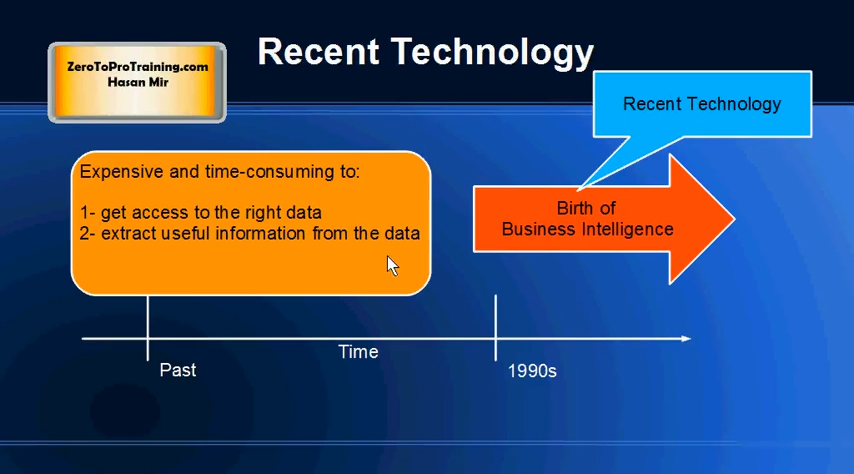 Recent Technology
ZeroToProTraining.com
Hasan Mir
Recent Technology
Expensive and time-consuming to:
1- get access to the right data
2- extract useful information from the data
Birth of
Business Intelligence
Time
Past
1990s